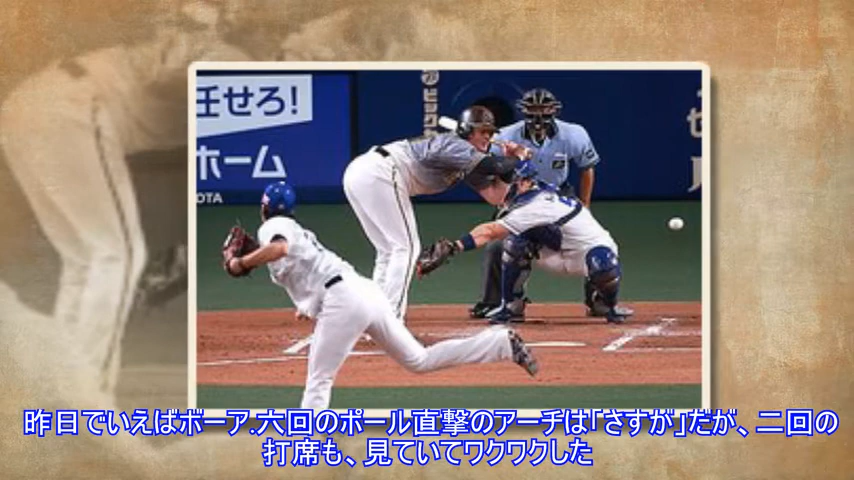 任せろ!
ホーム
OTA
昨日でいえばボーア.六回のポール直撃のアーチは「さすが」だが、二回の
打席も、見ていてワクワクした